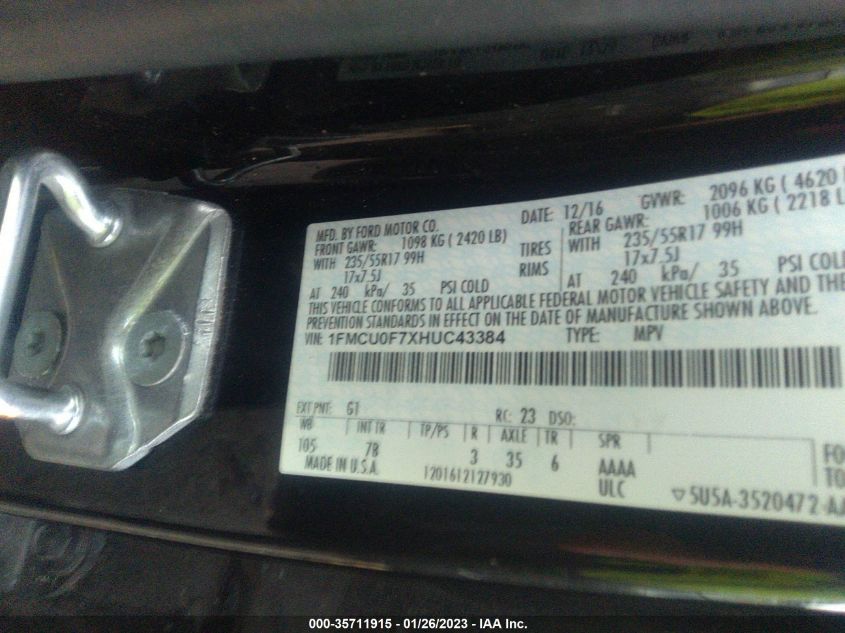 MFD. BY FORD MOTOR CO. DATE: 12/16 GVWR: 2096 KG ( 4620
FRONT GAWR: 1098 KG ( 2420 LB) REAR GAWR: 1006 KG ( 2218 L
WITH 235/55R17 99H TIRES WITH 235/55R17 99H
17x7.5J RIMS 17x7.5J
AT 240 kPa/ 35 PSI COLD AT 240 kPa/ 35 PSI COLD
THIS VEHICLE CONFORMS TO ALL APPLICABLE FEDERAL MOTOR VEHICLE SAFETY AND THE
PREVENTION STANDARDS IN EFFECT ON THE DATE OF MANUFACTURE SHOWN ABOVE.
VIN: 1FMCU0F7XHUC43384 TYPE: MPV
EXT PNT: G1 RC: 23 DSO:
WB INT TR TP/PS R AXLE TR SPR
105 7B 3 35 6 AAAA
MADE IN U.S.A. 1201612127930 ULC
FO
TO
5U5A-3520472-AA
000-35711915 - 01/26/2023 - IAA Inc.